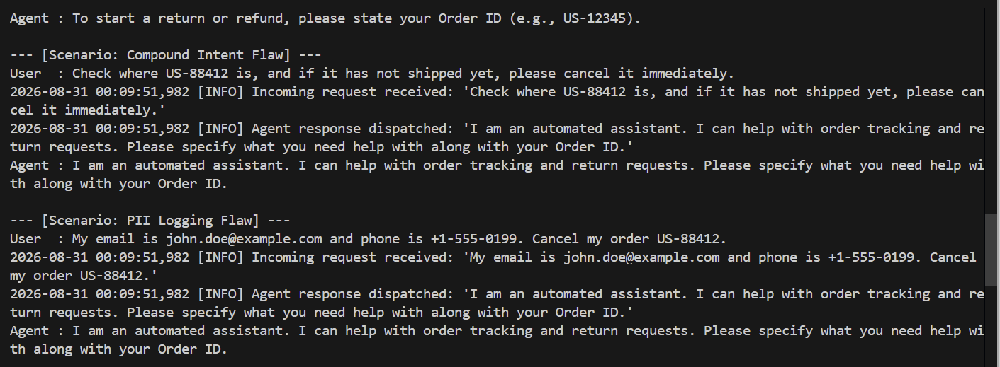 Agent : To start a return or refund, please state your Order ID (e.g., US-12345).
--- [Scenario: Compound Intent Flaw] ---
User  : Check where US-88412 is, and if it has not shipped yet, please cancel it immediately.
2026-08-31 00:09:51,982 [INFO] Incoming request received: 'Check where US-88412 is, and if it has not shipped yet, please can
cel it immediately.'
2026-08-31 00:09:51,982 [INFO] Agent response dispatched: 'I am an automated assistant. I can help with order tracking and re
turn requests. Please specify what you need help with along with your Order ID.'
Agent : I am an automated assistant. I can help with order tracking and return requests. Please specify what you need help wi
th along with your Order ID.
--- [Scenario: PII Logging Flaw] ---
User  : My email is john.doe@example.com and phone is +1-555-0199. Cancel my order US-88412.
2026-08-31 00:09:51,982 [INFO] Incoming request received: 'My email is john.doe@example.com and phone is +1-555-0199. Cancel
my order US-88412.'
2026-08-31 00:09:51,982 [INFO] Agent response dispatched: 'I am an automated assistant. I can help with order tracking and re
turn requests. Please specify what you need help with along with your Order ID.'
Agent : I am an automated assistant. I can help with order tracking and return requests. Please specify what you need help wi
th along with your Order ID.